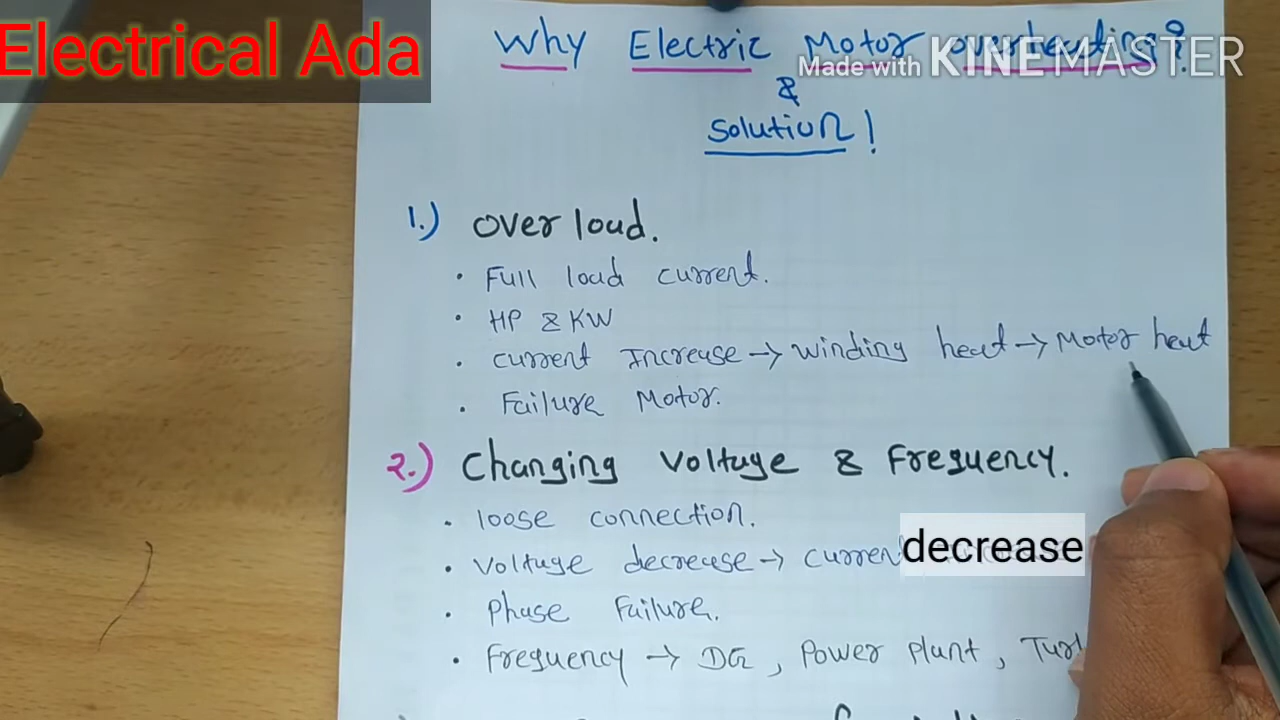 Electrical Ada
Why Electric Motor overheating?
Made with KINEMASTER
&
Solution!
1.) over load.
• Full load current.
• HP & KW
• current Increase → winding heat → Motor heat
• Failure Motor.
2.) Changing Voltage & Frequency.
• loose connection.
• Voltage decrease → curren decrease
• Phase Failure.
• Frequency → DG, Power plant,